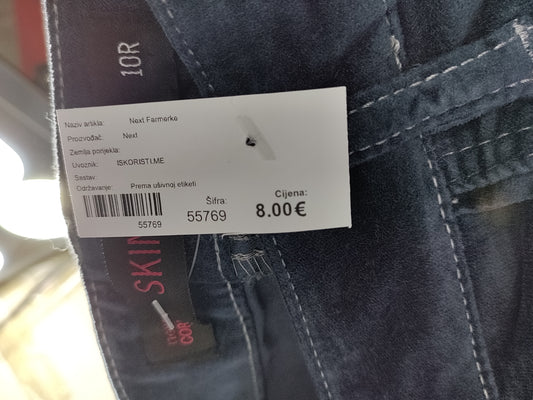 10R
Naziv artikla: Next Farmerke
Proizvođač: Next
Zemlja porijekla:
Uvoznik: ISKORISTI.ME
Sastav:
Održavanje: Prema ušivnoj etiketi
55769
Šifra:
55769
Cijena:
8.00€
SKIN